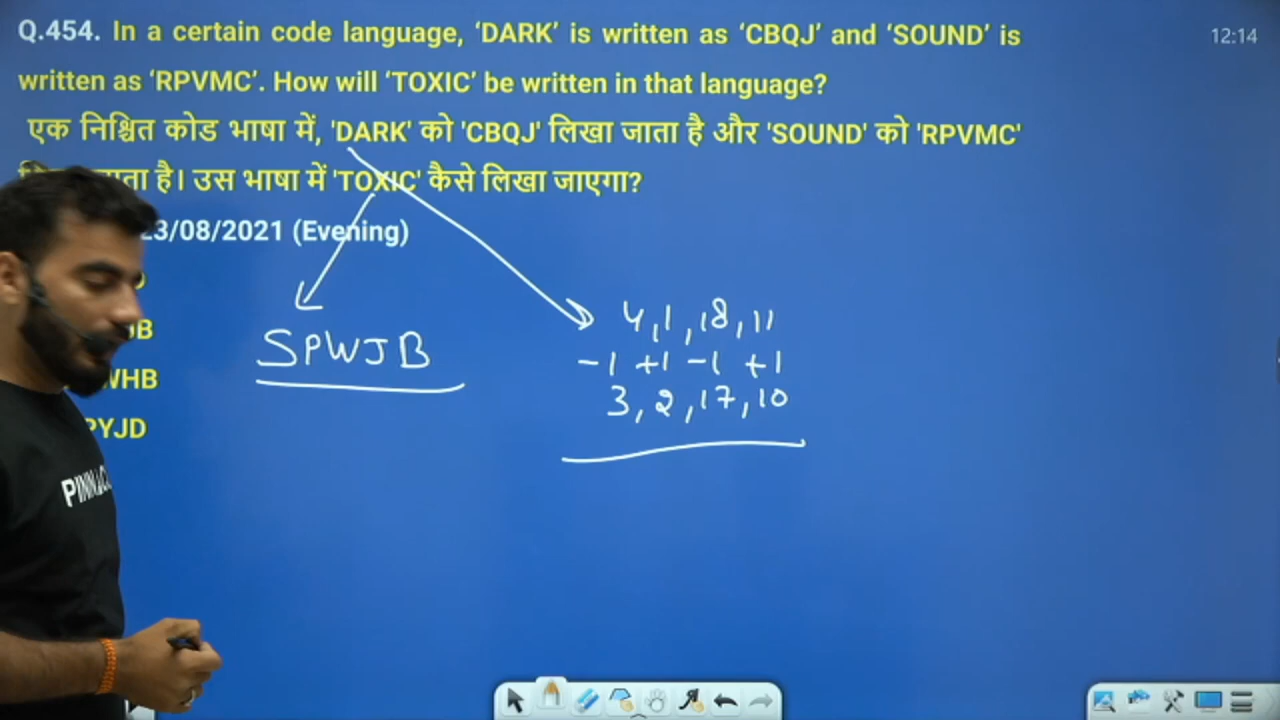 Q.454. In a certain code language, ‘DARK’ is written as ‘CBQJ’ and ‘SOUND’ is
12:14
written as ‘RPVMC’. How will ‘TOXIC’ be written in that language?
एक निश्चित कोड भाषा में, 'DARK' को 'CBQJ' लिखा जाता है और 'SOUND' को 'RPVMC'
है। उस भाषा में 'TOXIC' कैसे लिखा जाएगा?
23/08/2021 (Evening)
4,1,18,11
-1 +1 -1 +1
SPWJB
3,2,17,10